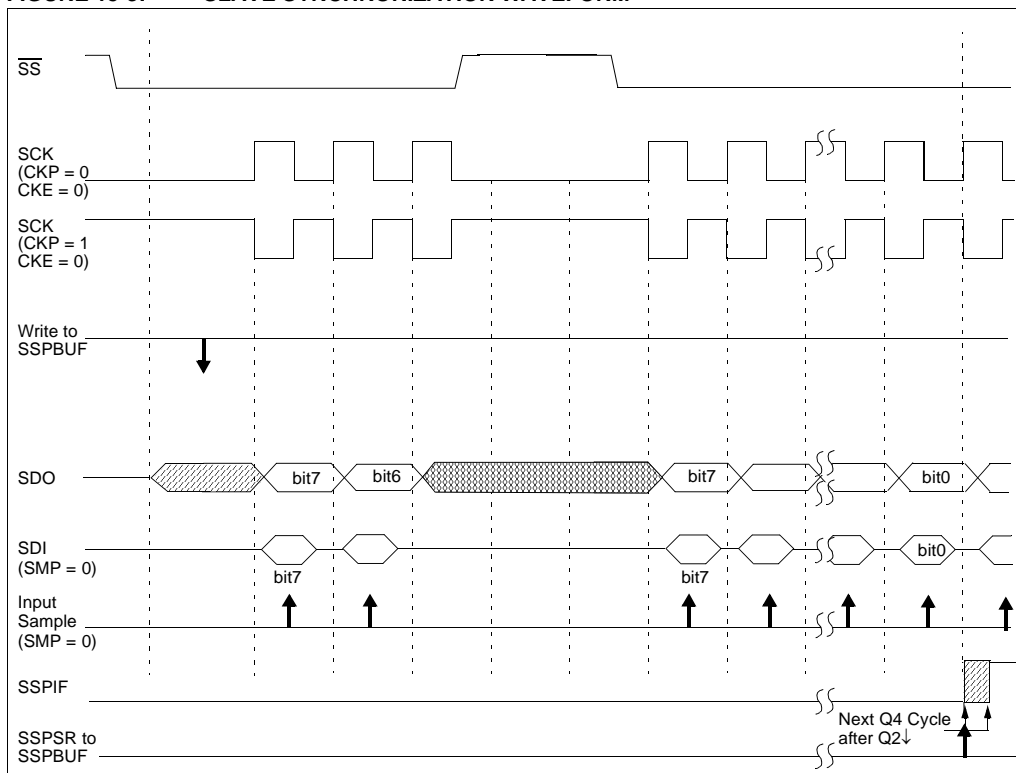 SS
SCK
(CKP = 0
CKE = 0)
SCK
(CKP = 1
CKE = 0)
Write to
SSPBUF
SDO
bit7
bit6
bit7
bit0
SDI
(SMP = 0)
bit7
bit7
bit0
Input
Sample
(SMP = 0)
SSPIF
Next Q4 Cycle
after Q2↓
SSPSR to
SSPBUF